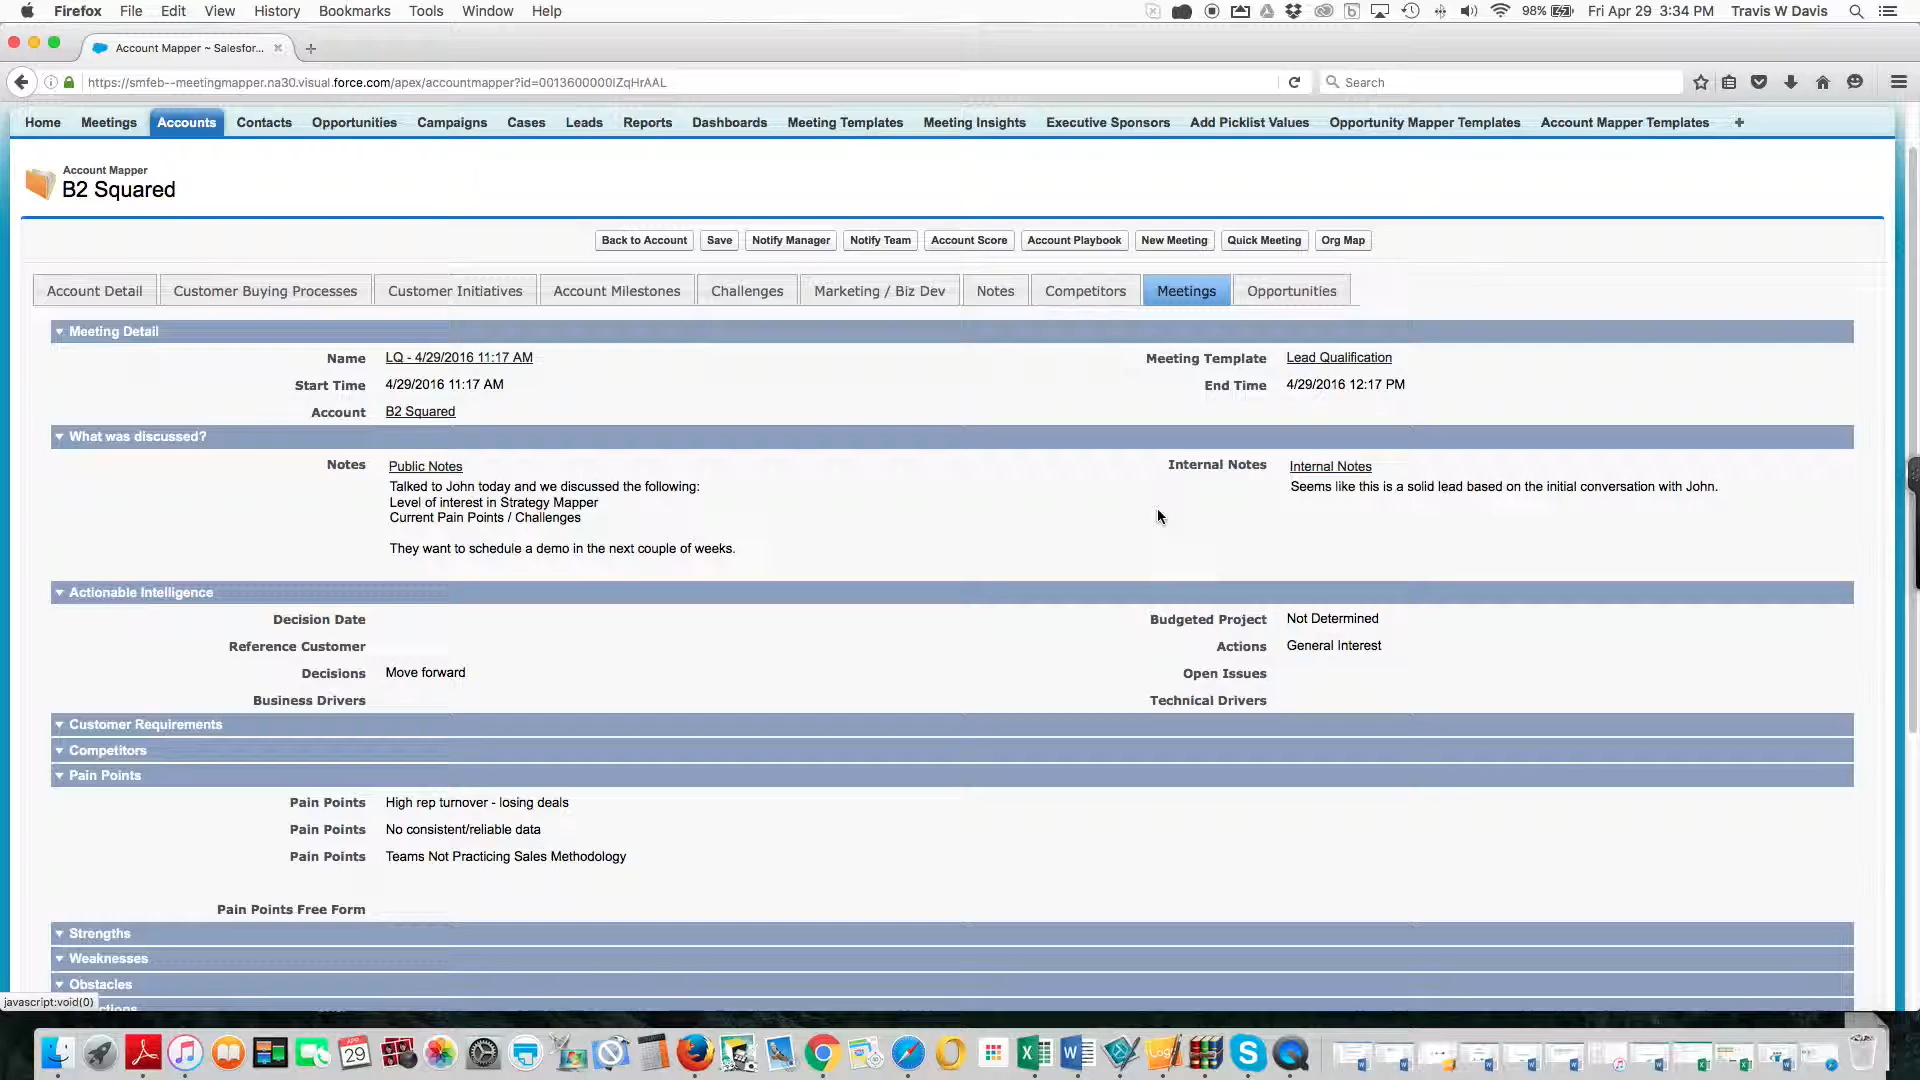 Firefox File Edit View History Bookmarks Tools Window Help 98% Fri Apr 29 3:34 PM Travis W Davis
Account Mapper ~ Salesfor...
https://smfeb--meetingmapper.na30.visual.force.com/apex/accountmapper?id=0013600000IZqHrAAL Search
Home Meetings Accounts Contacts Opportunities Campaigns Cases Leads Reports Dashboards Meeting Templates Meeting Insights Executive Sponsors Add Picklist Values Opportunity Mapper Templates Account Mapper Templates +
Account Mapper
B2 Squared
Back to Account Save Notify Manager Notify Team Account Score Account Playbook New Meeting Quick Meeting Org Map
Account Detail Customer Buying Processes Customer Initiatives Account Milestones Challenges Marketing / Biz Dev Notes Competitors Meetings Opportunities
Meeting Detail
Name LQ - 4/29/2016 11:17 AM Meeting Template Lead Qualification
Start Time 4/29/2016 11:17 AM End Time 4/29/2016 12:17 PM
Account B2 Squared
What was discussed?
Notes Public Notes Internal Notes Internal Notes
Talked to John today and we discussed the following: Seems like this is a solid lead based on the initial conversation with John.
Level of interest in Strategy Mapper
Current Pain Points / Challenges
They want to schedule a demo in the next couple of weeks.
Actionable Intelligence
Decision Date Budgeted Project Not Determined
Reference Customer Actions General Interest
Decisions Move forward Open Issues
Business Drivers Technical Drivers
Customer Requirements
Competitors
Pain Points
Pain Points High rep turnover - losing deals
Pain Points No consistent/reliable data
Pain Points Teams Not Practicing Sales Methodology
Pain Points Free Form
Strengths
Weaknesses
Obstacles
javascript:void(0)
APR
29